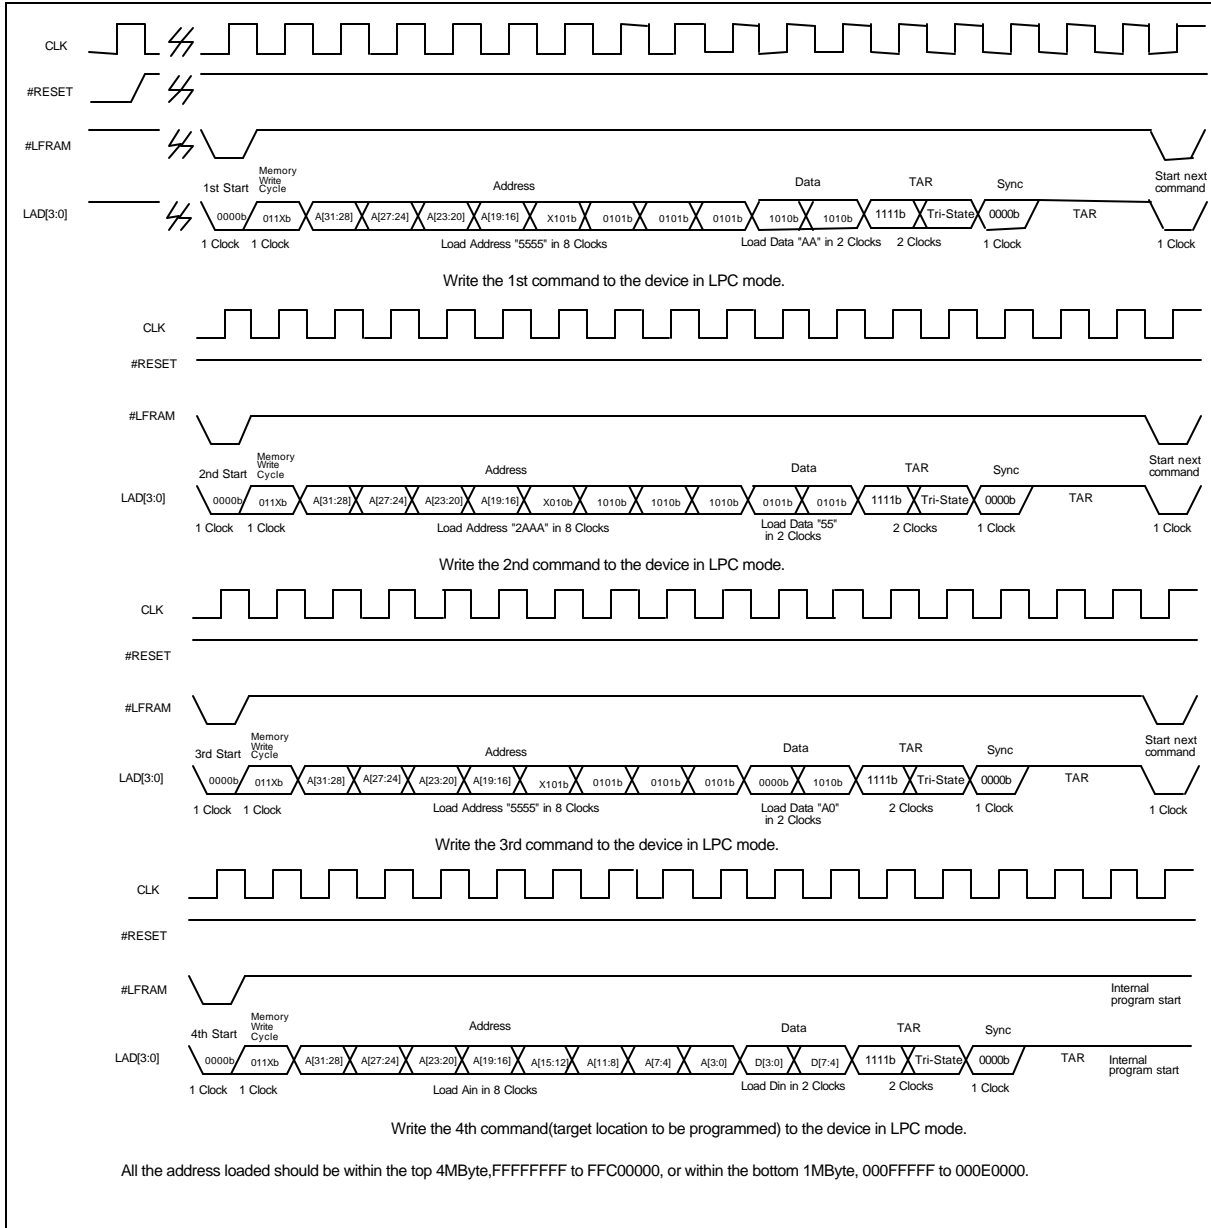 CLK
#RESET
#LFRAM
Memory
Write
Cycle
1st Start
Address
Data
TAR
Sync
Start next
command
LAD[3:0]
0000b 011Xb A[31:28] A[27:24] A[23:20] A[19:16] X101b 0101b 0101b 0101b 1010b 1010b 1111b Tri-State 0000b TAR
1 Clock 1 Clock Load Address "5555" in 8 Clocks Load Data "AA" in 2 Clocks 2 Clocks 1 Clock 1 Clock
Write the 1st command to the device in LPC mode.
CLK
#RESET
#LFRAM
Memory
Write
Cycle
2nd Start
Address
Data
TAR
Sync
Start next
command
LAD[3:0]
0000b 011Xb A[31:28] A[27:24] A[23:20] A[19:16] X010b 1010b 1010b 1010b 0101b 0101b 1111b Tri-State 0000b TAR
1 Clock 1 Clock Load Address "2AAA" in 8 Clocks Load Data "55"
in 2 Clocks
2 Clocks 1 Clock 1 Clock
Write the 2nd command to the device in LPC mode.
CLK
#RESET
#LFRAM
Memory
Write
Cycle
3rd Start
Address
Data
TAR
Sync
Start next
command
LAD[3:0]
0000b 011Xb A[31:28] A[27:24] A[23:20] A[19:16] X101b 0101b 0101b 0101b 0000b 1010b 1111b Tri-State 0000b TAR
1 Clock 1 Clock Load Address "5555" in 8 Clocks Load Data "A0"
in 2 Clocks
2 Clocks 1 Clock 1 Clock
Write the 3rd command to the device in LPC mode.
CLK
#RESET
#LFRAM
Internal
program start
Memory
Write
Cycle
4th Start
Address
Data
TAR
Sync
LAD[3:0]
0000b 011Xb A[31:28] A[27:24] A[23:20] A[19:16] A[15:12] A[11:8] A[7:4] A[3:0] D[3:0] D[7:4] 1111b Tri-State 0000b TAR
Internal
program start
1 Clock 1 Clock Load Ain in 8 Clocks Load Din in 2 Clocks 2 Clocks 1 Clock
Write the 4th command(target location to be programmed) to the device in LPC mode.
All the address loaded should be within the top 4MByte,FFFFFFFF to FFC00000, or within the bottom 1MByte, 000FFFFF to 000E0000.